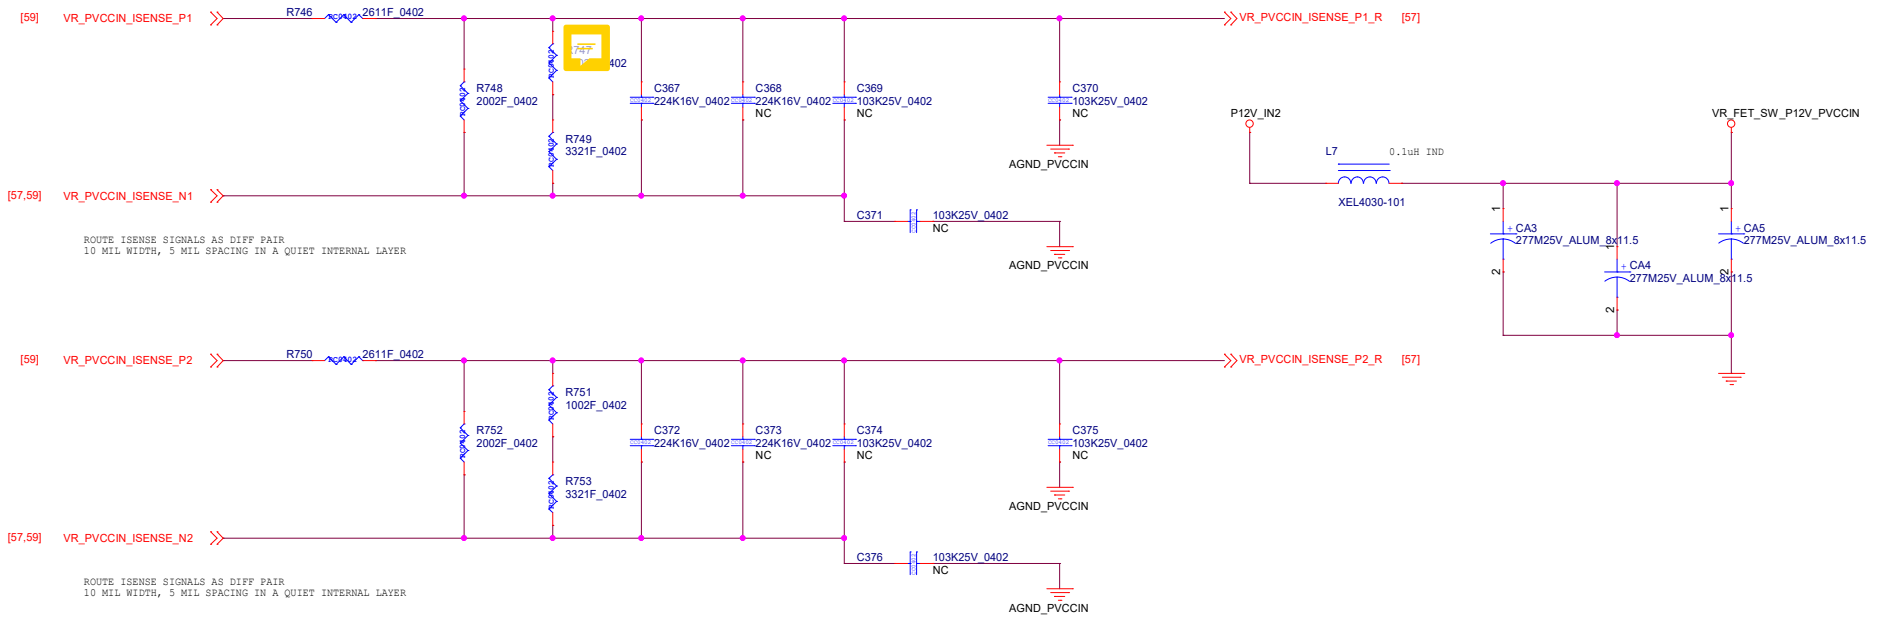 [59] VR_PVCCIN_ISENSE_P1
R746 2611F_0402
VR_PVCCIN_ISENSE_P1_R [57]
402
R748
2002F_0402
R749
3321F_0402
C367
224K16V_0402
C368
224K16V_0402
NC
C369
103K25V_0402
NC
C370
103K25V_0402
NC
AGND_PVCCIN
[57,59] VR_PVCCIN_ISENSE_N1
C371 103K25V_0402
NC
AGND_PVCCIN
ROUTE ISENSE SIGNALS AS DIFF PAIR
10 MIL WIDTH, 5 MIL SPACING IN A QUIET INTERNAL LAYER
P12V_IN2
L7 0.1uH IND
XEL4030-101
VR_FET_SW_P12V_PVCCIN
1
+ CA3
277M25V_ALUM_8x11.5
2
1
+ CA4
277M25V_ALUM_8x11.5
2
1
+ CA5
277M25V_ALUM_8x11.5
2
[59] VR_PVCCIN_ISENSE_P2
R750 2611F_0402
VR_PVCCIN_ISENSE_P2_R [57]
R751
1002F_0402
R752
2002F_0402
R753
3321F_0402
C372
224K16V_0402
C373
224K16V_0402
NC
C374
103K25V_0402
NC
C375
103K25V_0402
NC
AGND_PVCCIN
[57,59] VR_PVCCIN_ISENSE_N2
C376 103K25V_0402
NC
AGND_PVCCIN
ROUTE ISENSE SIGNALS AS DIFF PAIR
10 MIL WIDTH, 5 MIL SPACING IN A QUIET INTERNAL LAYER